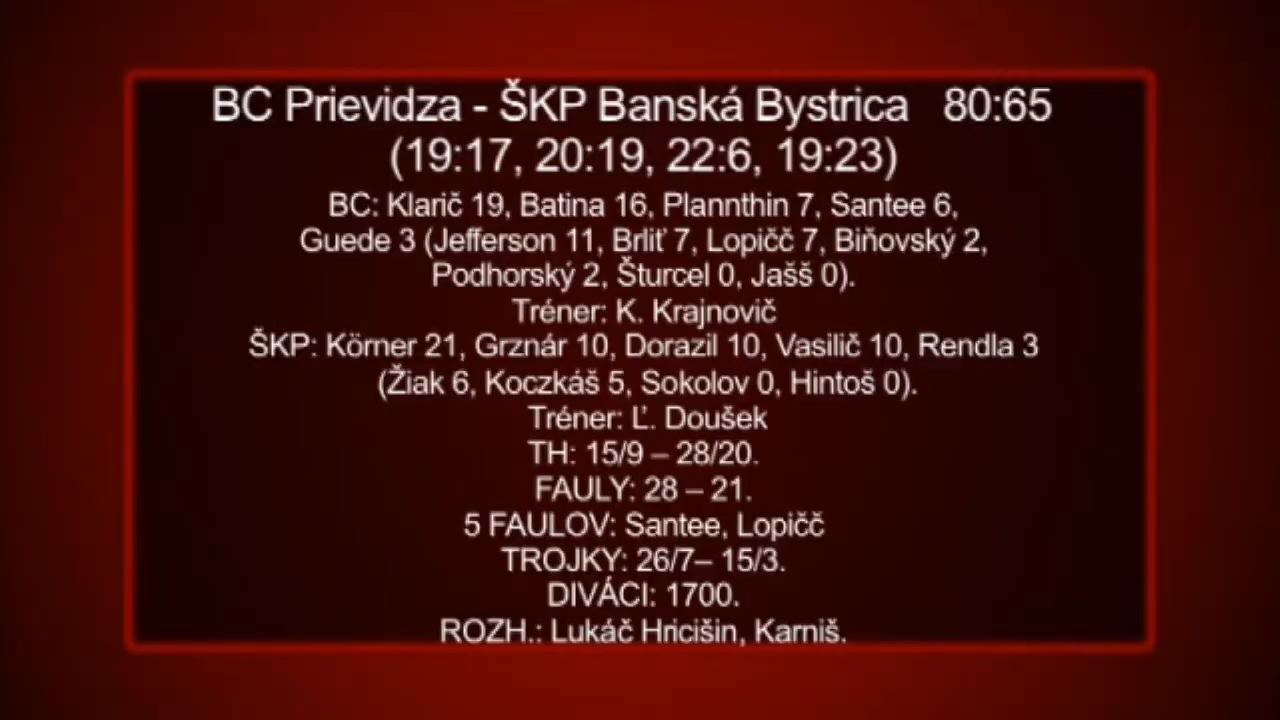 BC Prievidza - ŠKP Banská Bystrica 80:65
(19:17, 20:19, 22:6, 19:23)
BC: Klarič 19, Batina 16, Plannthin 7, Santee 6,
Guede 3 (Jefferson 11, Brliť 7, Lopičč 7, Biňovský 2,
Podhorský 2, Šturcel 0, Jašš 0).
Tréner: K. Krajnovič
ŠKP: Körner 21, Grznár 10, Dorazil 10, Vasilič 10, Rendla 3
(Žiak 6, Koczkáš 5, Sokolov 0, Hintoš 0).
Tréner: Ľ. Doušek
TH: 15/9 – 28/20.
FAULY: 28 – 21.
5 FAULOV: Santee, Lopičč
TROJKY: 26/7– 15/3.
DIVÁCI: 1700.
ROZH.: Lukáč Hricišin, Karniš.